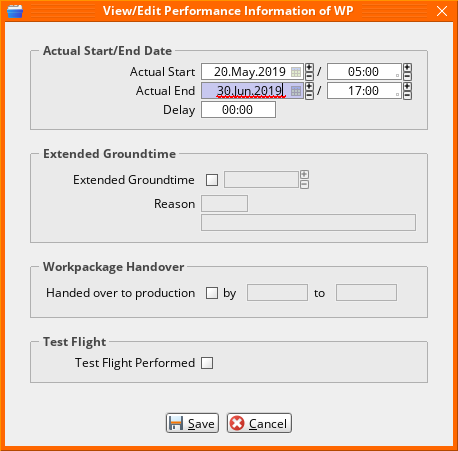 View/Edit Performance Information of WP
Actual Start/End Date
Actual Start 20.May.2019 / 05:00
Actual End 30.Jun.2019 / 17:00
Delay 00:00
Extended Groundtime
Extended Groundtime
Reason
Workpackage Handover
Handed over to production by to
Test Flight
Test Flight Performed
Save Cancel